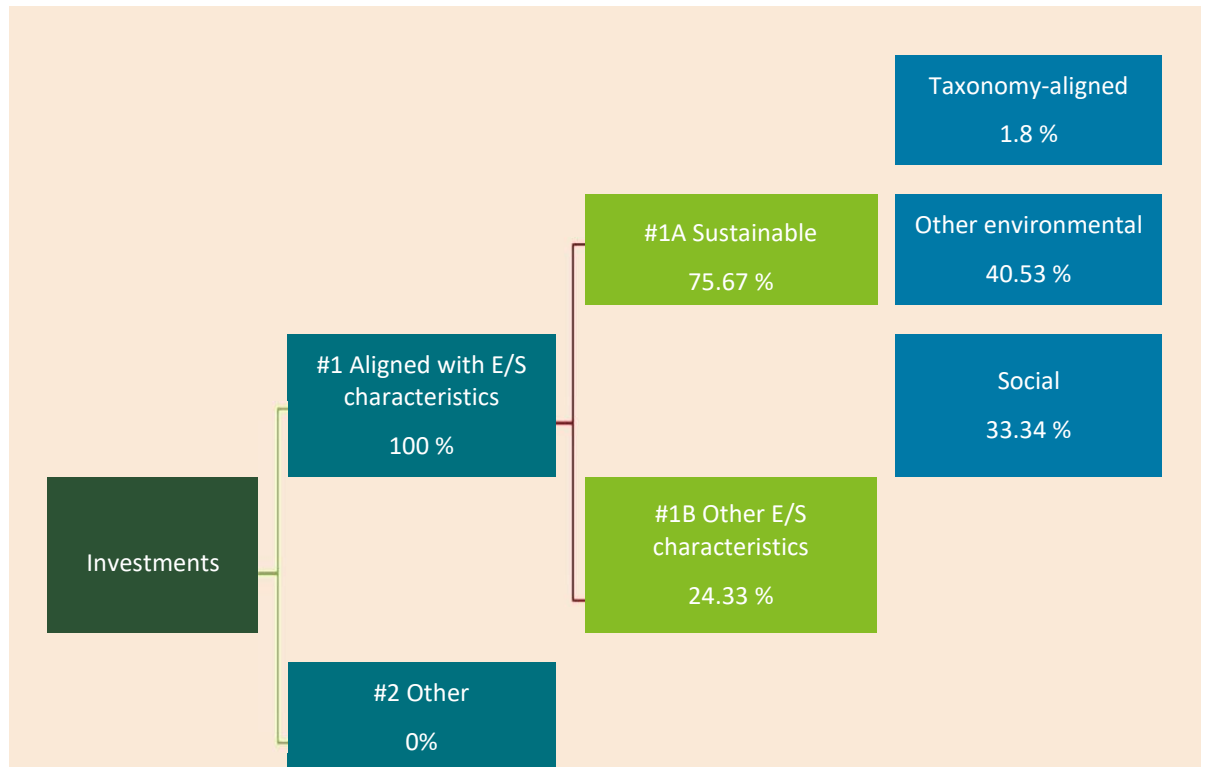 Taxonomy-aligned
1.8 %
#1A Sustainable
75.67 %
Other environmental
40.53 %
#1 Aligned with E/S
characteristics
100 %
Social
33.34 %
Investments
#1B Other E/S
characteristics
24.33 %
#2 Other
0%